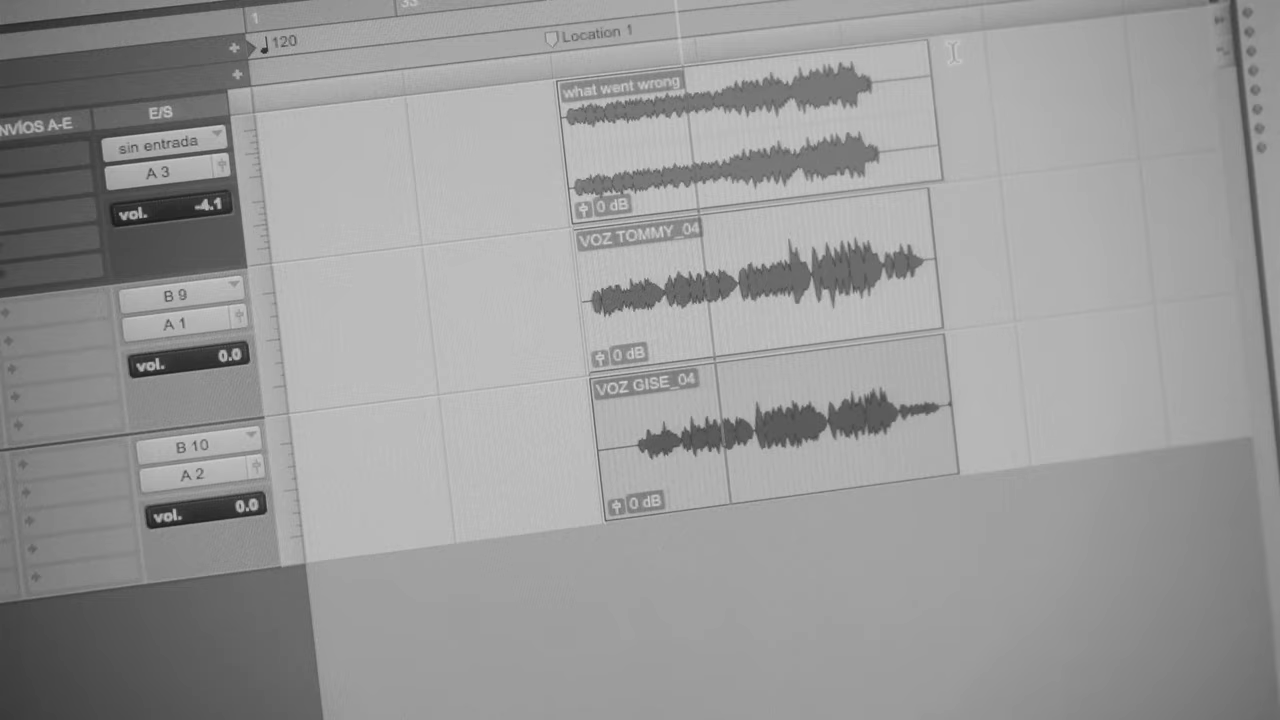 1
33
120
Location 1
NVÍOS A-E
E/S
sin entrada
A 3
vol. -4.1
what went wrong
0 dB
B 9
A 1
vol. 0.0
VOZ TOMMY_04
0 dB
B 10
A 2
vol. 0.0
VOZ GISE_04
0 dB